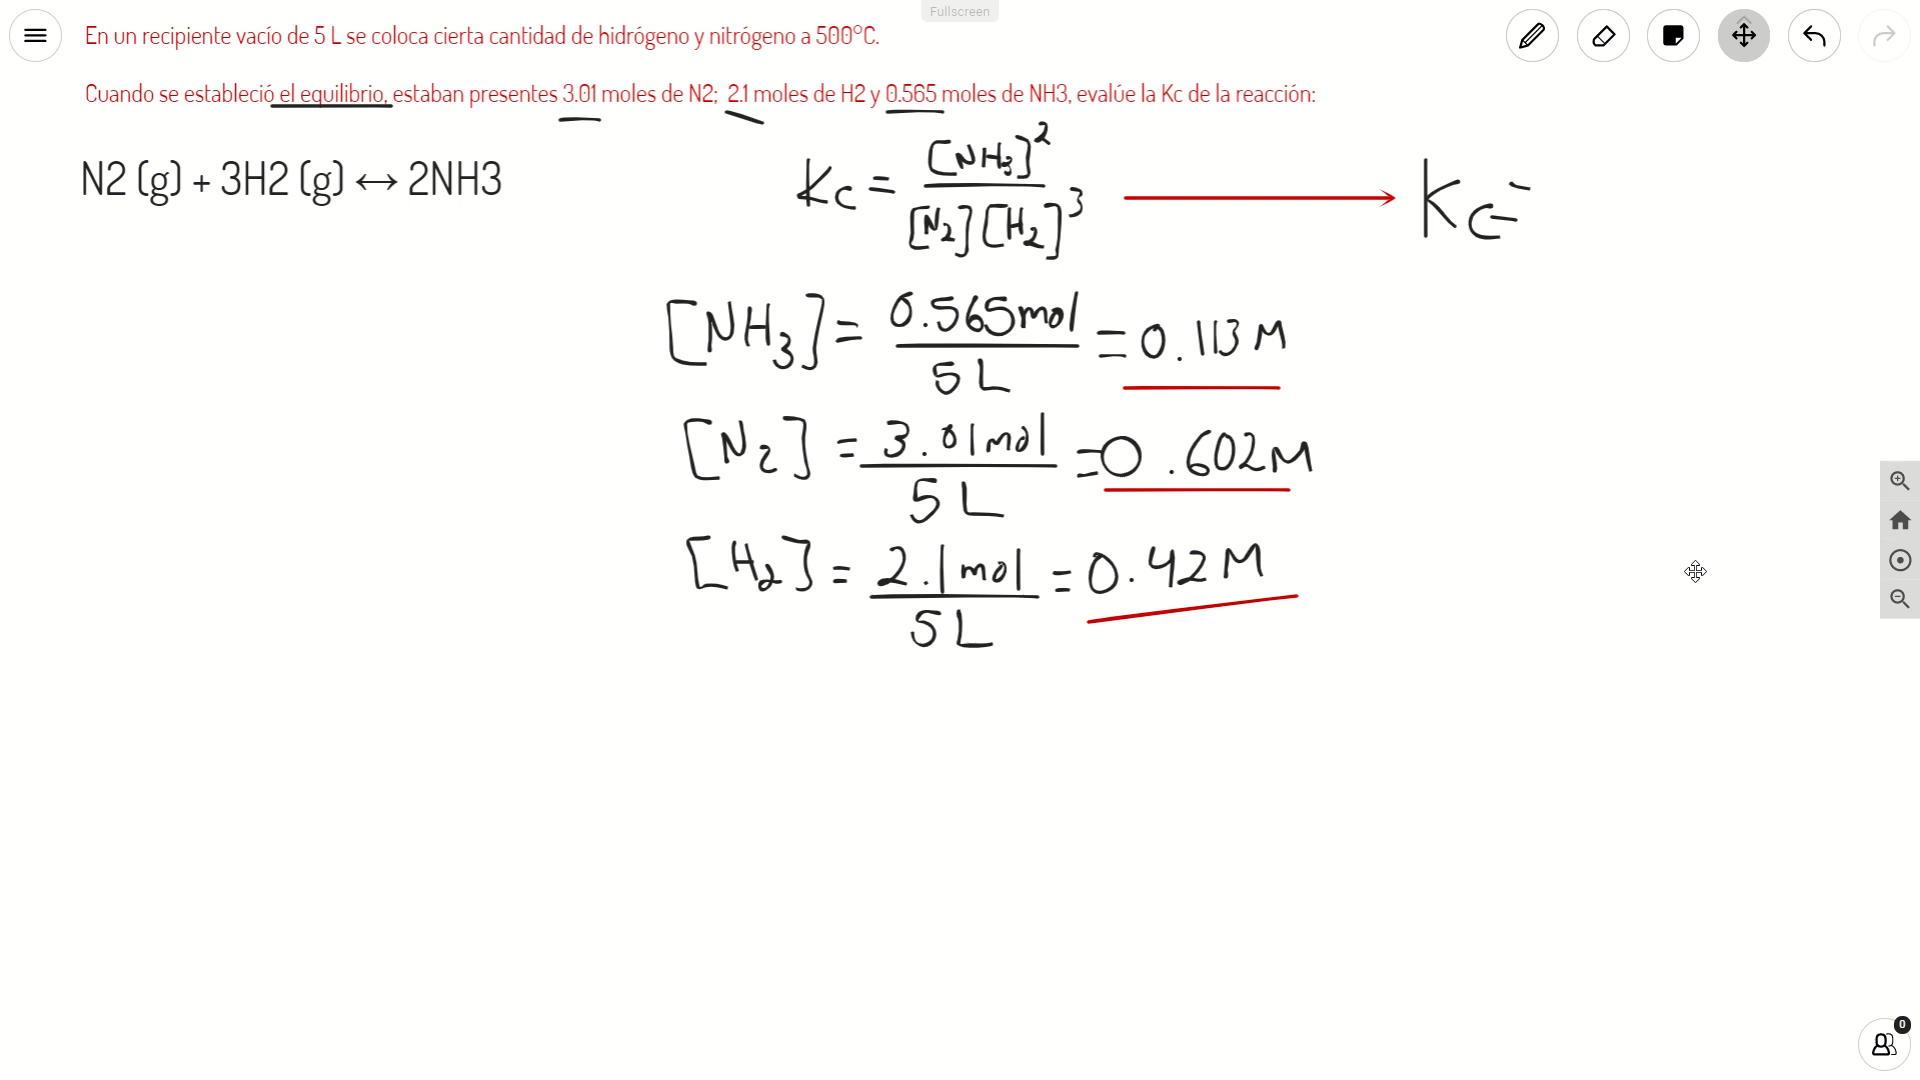 Fullscreen
En un recipiente vacío de 5 L se coloca cierta cantidad de hidrógeno y nitrógeno a 500°C.
Cuando se estableció el equilibrio, estaban presentes 3.01 moles de N2; 2.1 moles de H2 y 0.565 moles de NH3, evalúe la Kc de la reacción:
N2 (g) + 3H2 (g) ↔ 2NH3
Kc = [NH₃]² / [N₂][H₂]³ → Kc=
[NH₃] = 0.565mol / 5 L = 0.113 M
[N₂] = 3.01mol / 5 L = 0.602M
[H₂] = 2.1mol / 5 L = 0.42 M
0